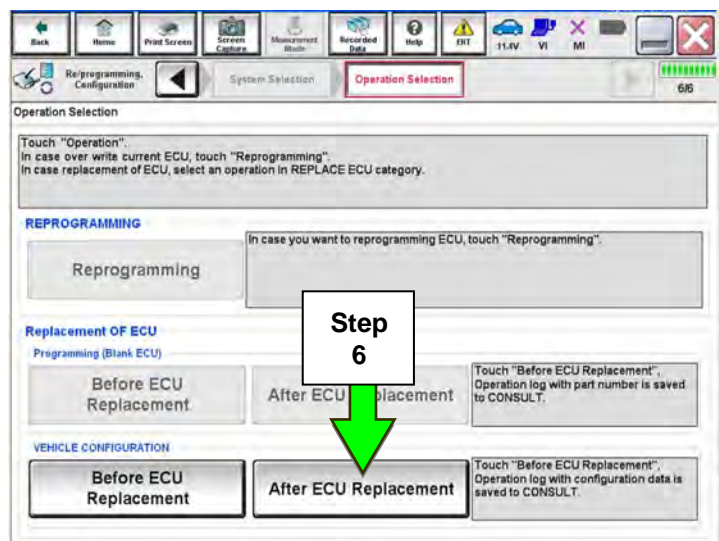 Back
Home
Print Screen
Screen
Capture
Measurement
Mode
Recorded
Data
Help
ERT
11.4V
VI
MI
Re/programming,
Configuration
System Selection
Operation Selection
6/6
Operation Selection
Touch "Operation".
In case over write current ECU, touch "Reprogramming".
In case replacement of ECU, select an operation in REPLACE ECU category.
REPROGRAMMING
Reprogramming
In case you want to reprogramming ECU, touch "Reprogramming".
Step
6
Replacement OF ECU
Programming (Blank ECU)
Before ECU
Replacement
After ECU
Touch "Before ECU Replacement",
Operation log with part number is saved
to CONSULT.
VEHICLE CONFIGURATION
Before ECU
Replacement
After ECU Replacement
Touch "Before ECU Replacement",
Operation log with configuration data is
saved to CONSULT.